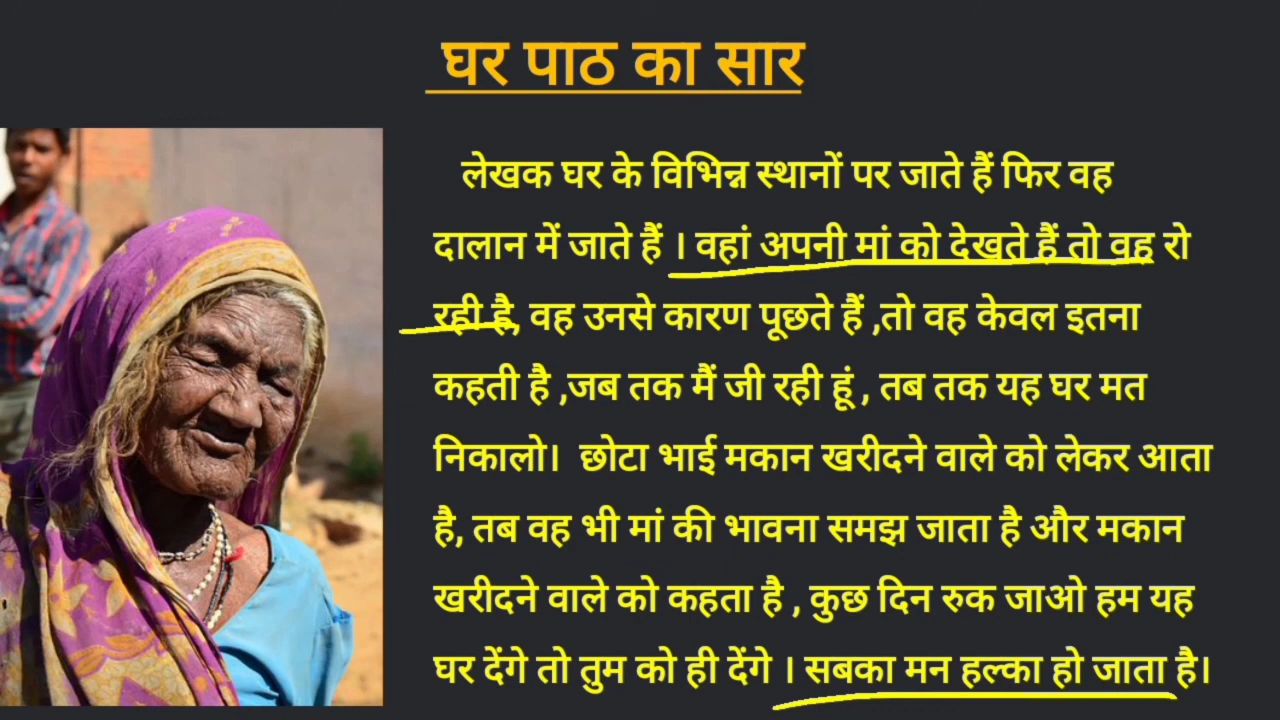 घर पाठ का सार
लेखक घर के विभिन्न स्थानों पर जाते हैं फिर वह
दालान में जाते हैं । वहां अपनी मां को देखते हैं तो वह रो
रही है, वह उनसे कारण पूछते हैं ,तो वह केवल इतना
कहती है ,जब तक मैं जी रही हूं , तब तक यह घर मत
निकालो। छोटा भाई मकान खरीदने वाले को लेकर आता
है, तब वह भी मां की भावना समझ जाता है और मकान
खरीदने वाले को कहता है , कुछ दिन रुक जाओ हम यह
घर देंगे तो तुम को ही देंगे । सबका मन हल्का हो जाता है।